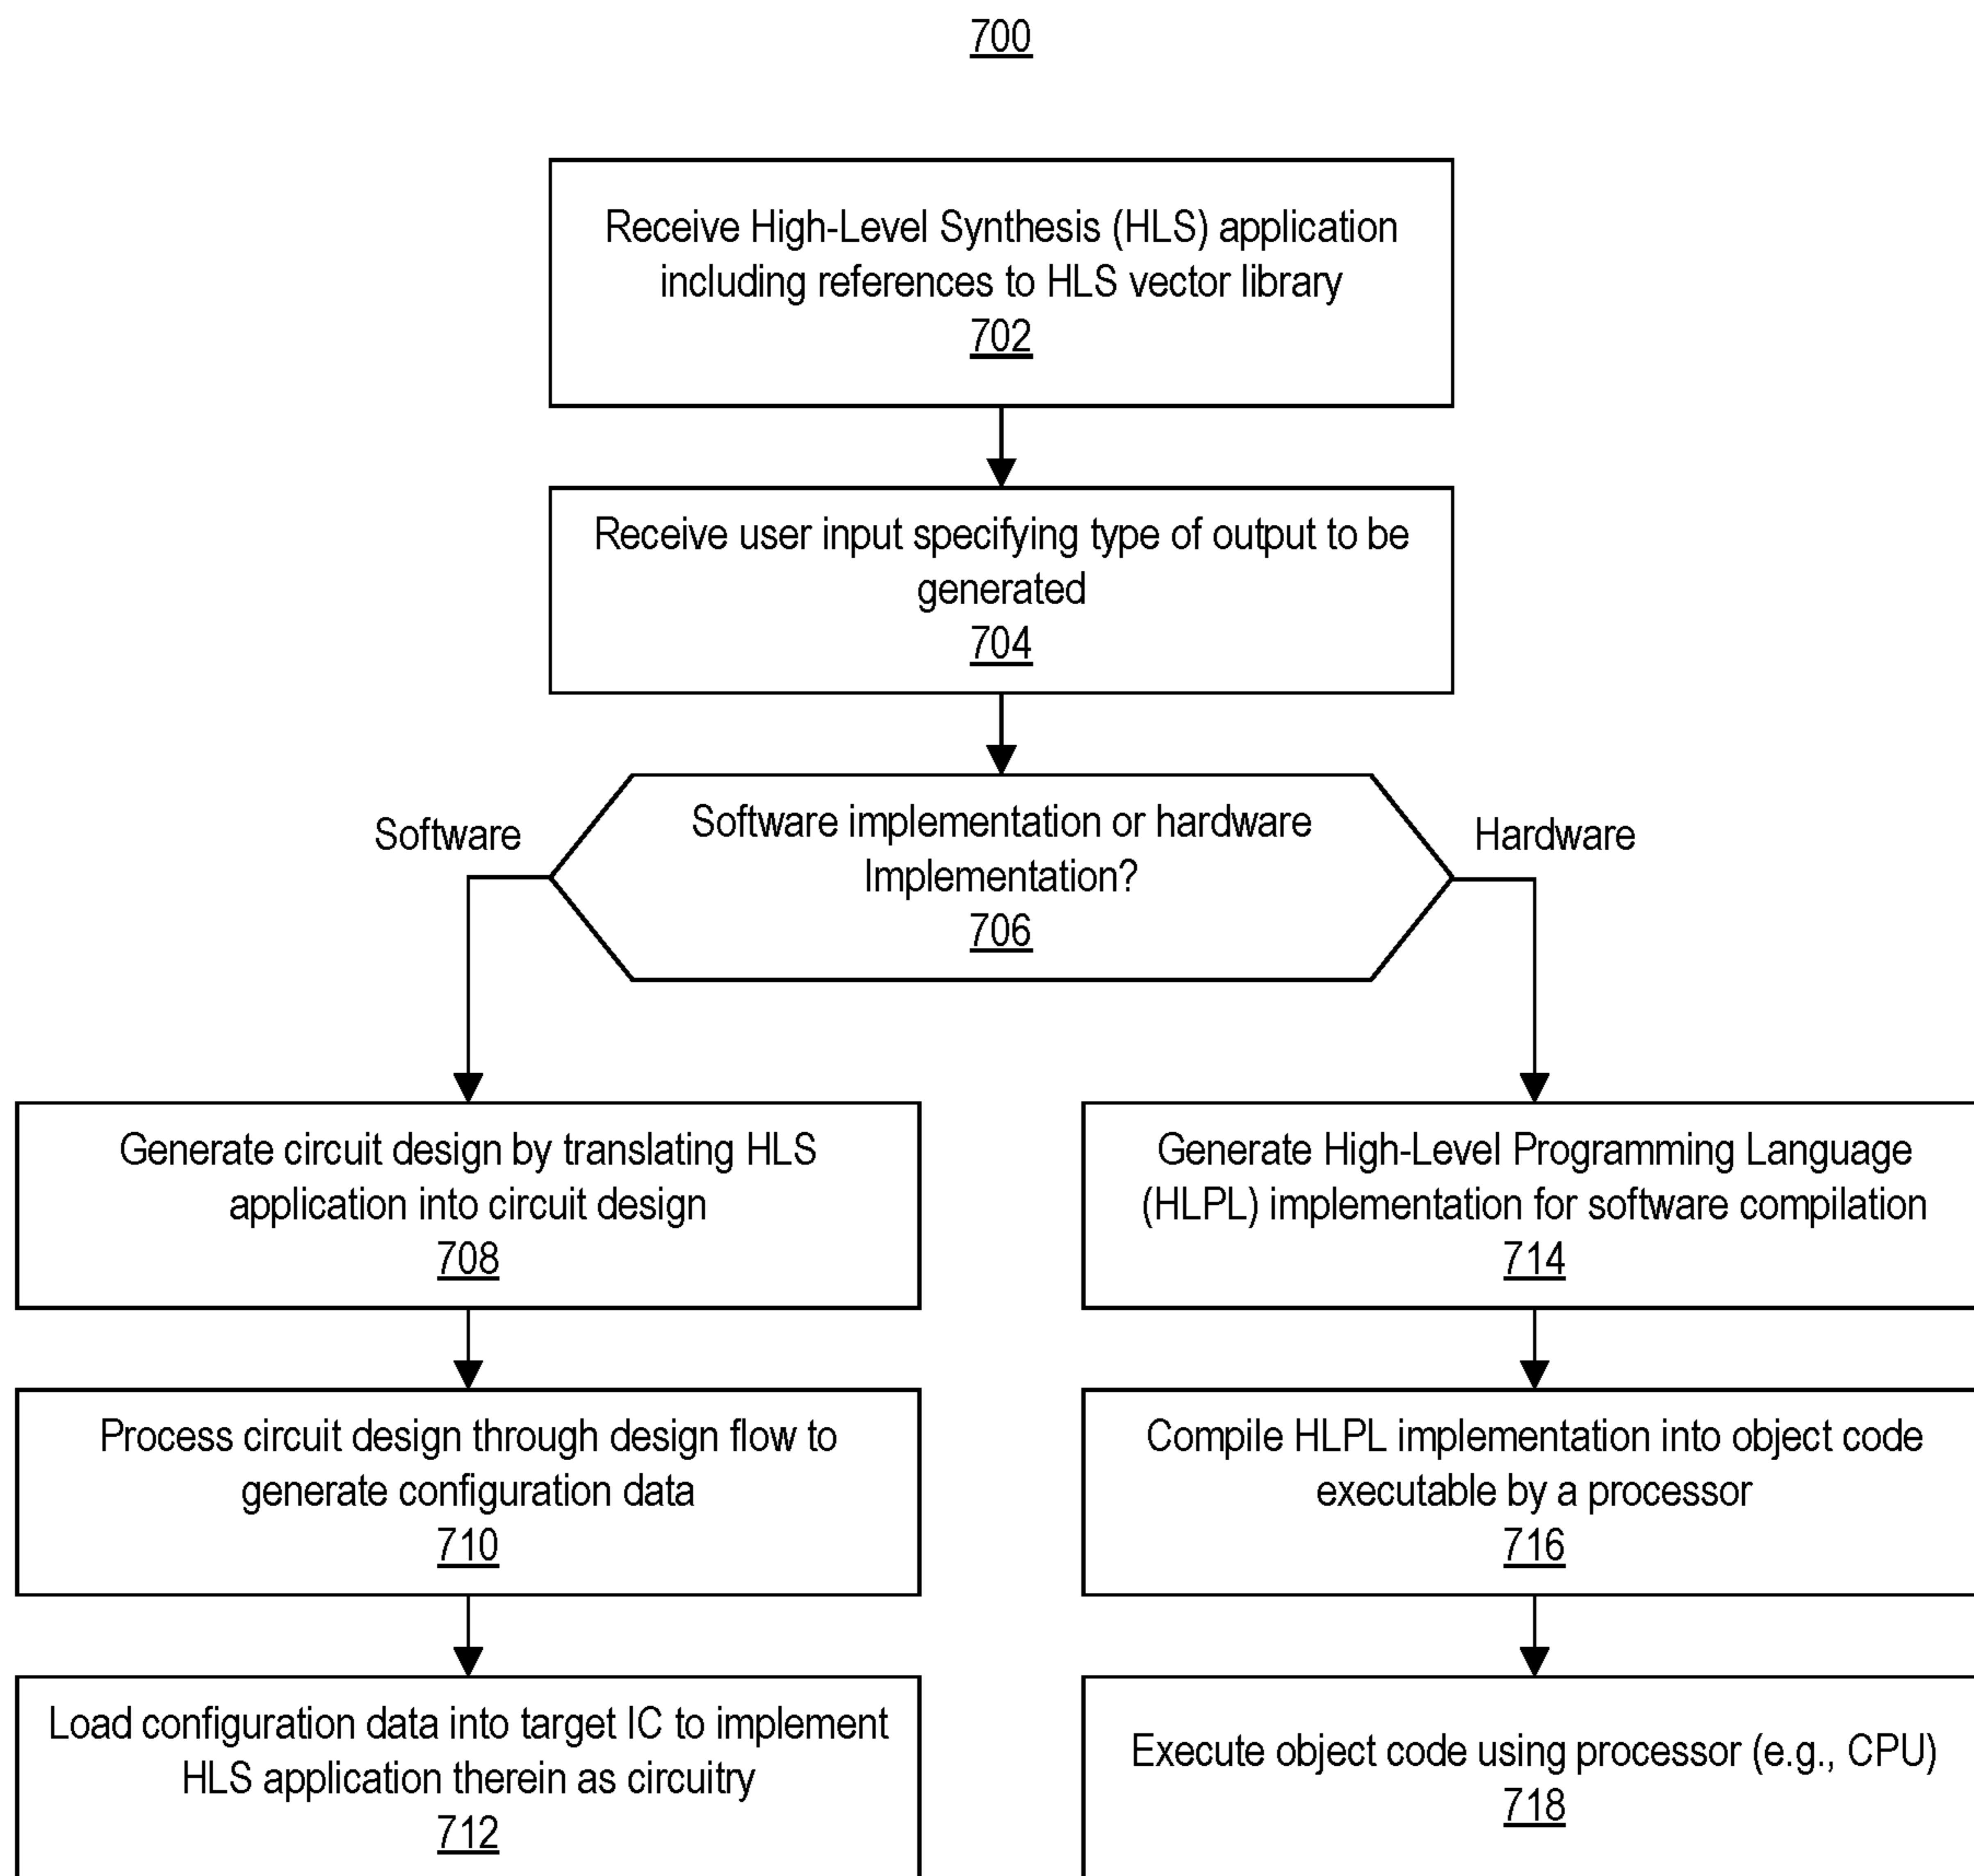 700
Receive High-Level Synthesis (HLS) application
including references to HLS vector library
702
Receive user input specifying type of output to be
generated
704
Software
Software implementation or hardware
Implementation?
706
Hardware
Generate circuit design by translating HLS
application into circuit design
708
Generate High-Level Programming Language
(HLPL) implementation for software compilation
714
Process circuit design through design flow to
generate configuration data
710
Compile HLPL implementation into object code
executable by a processor
716
Load configuration data into target IC to implement
HLS application therein as circuitry
712
Execute object code using processor (e.g., CPU)
718